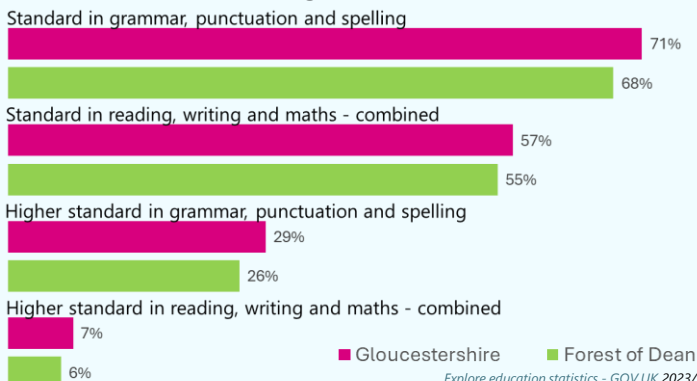 Standard in grammar, punctuation and spelling
71%
68%
Standard in reading, writing and maths - combined
57%
55%
Higher standard in grammar, punctuation and spelling
29%
26%
Higher standard in reading, writing and maths - combined
7%
Gloucestershire Forest of Dean
6%
Explore education statistics - GOV.UK 2023/